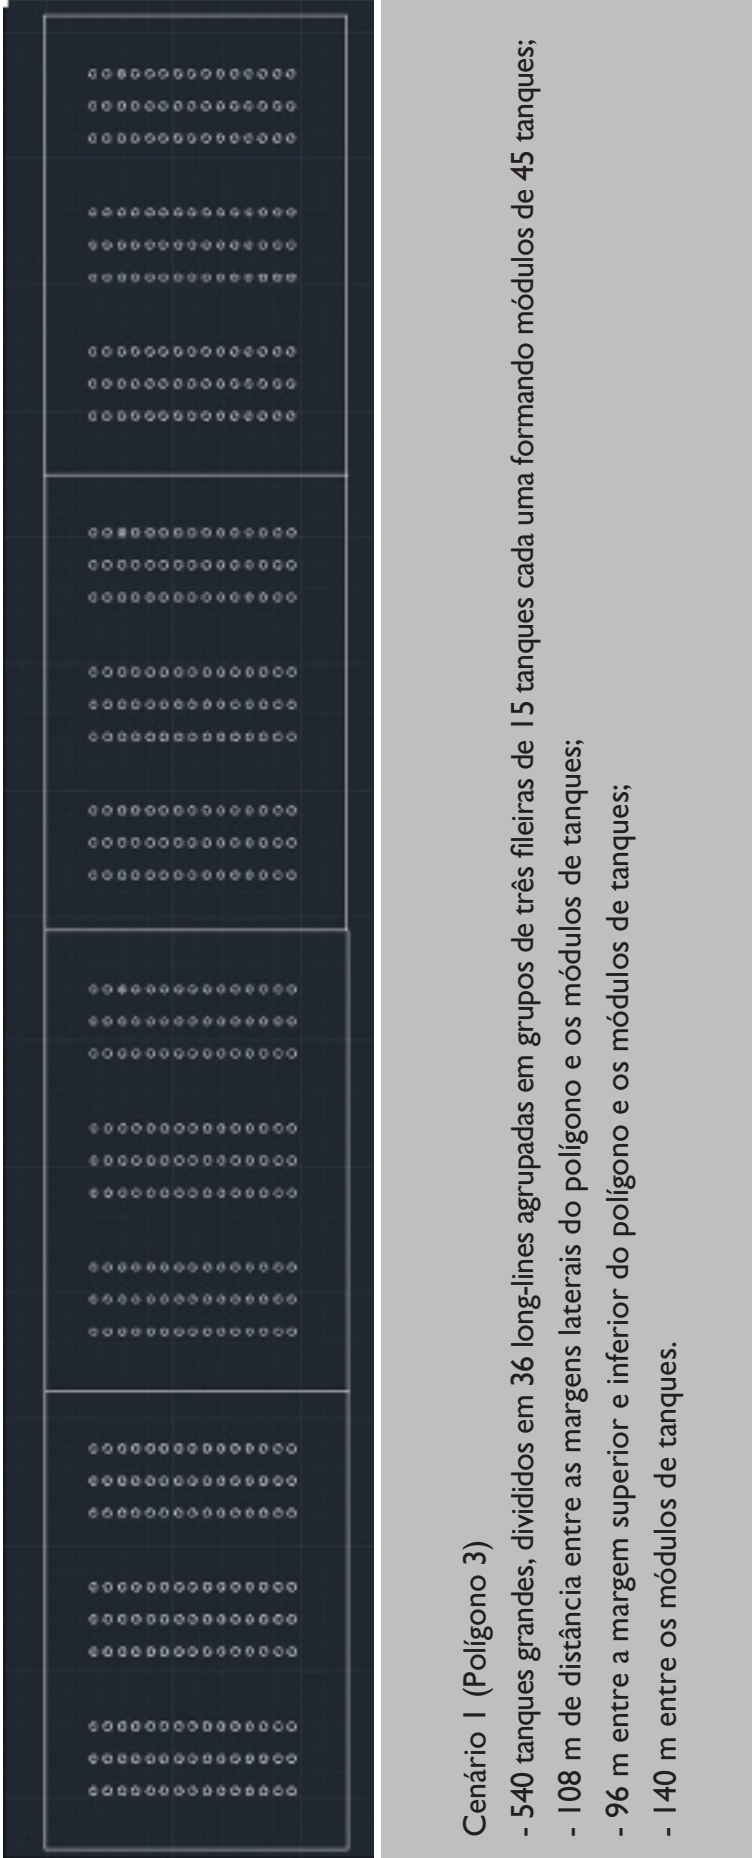 Cenário 1 (Polígono 3)
- 540 tanques grandes, divididos em 36 long-lines agrupadas em grupos de três fileiras de 15 tanques cada uma formando módulos de 45 tanques;
- 108 m de distância entre as margens laterais do polígono e os módulos de tanques;
- 96 m entre a margem superior e inferior do polígono e os módulos de tanques;
- 140 m entre os módulos de tanques.